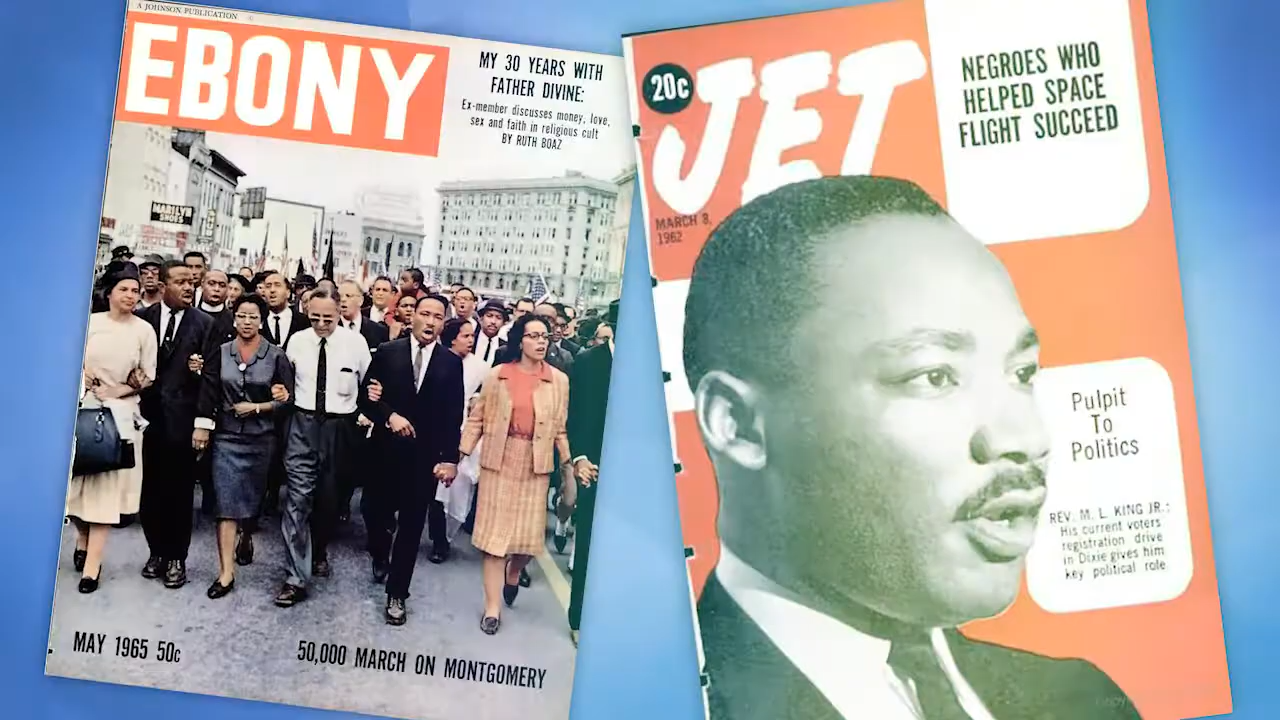 A JOHNSON PUBLICATION
EBONY
MY 30 YEARS WITH
FATHER DIVINE:
Ex-member discusses money, love,
sex and faith in religious cult
BY RUTH BOAZ
MARILYN
SHOES
MAY 1965 50c
50,000 MARCH ON MONTGOMERY
20c
JET
MARCH 8,
1962
NEGROES WHO
HELPED SPACE
FLIGHT SUCCEED
Pulpit
To
Politics
REV. M. L. KING JR.:
His current voters
registration drive
in Dixie gives him
key political role